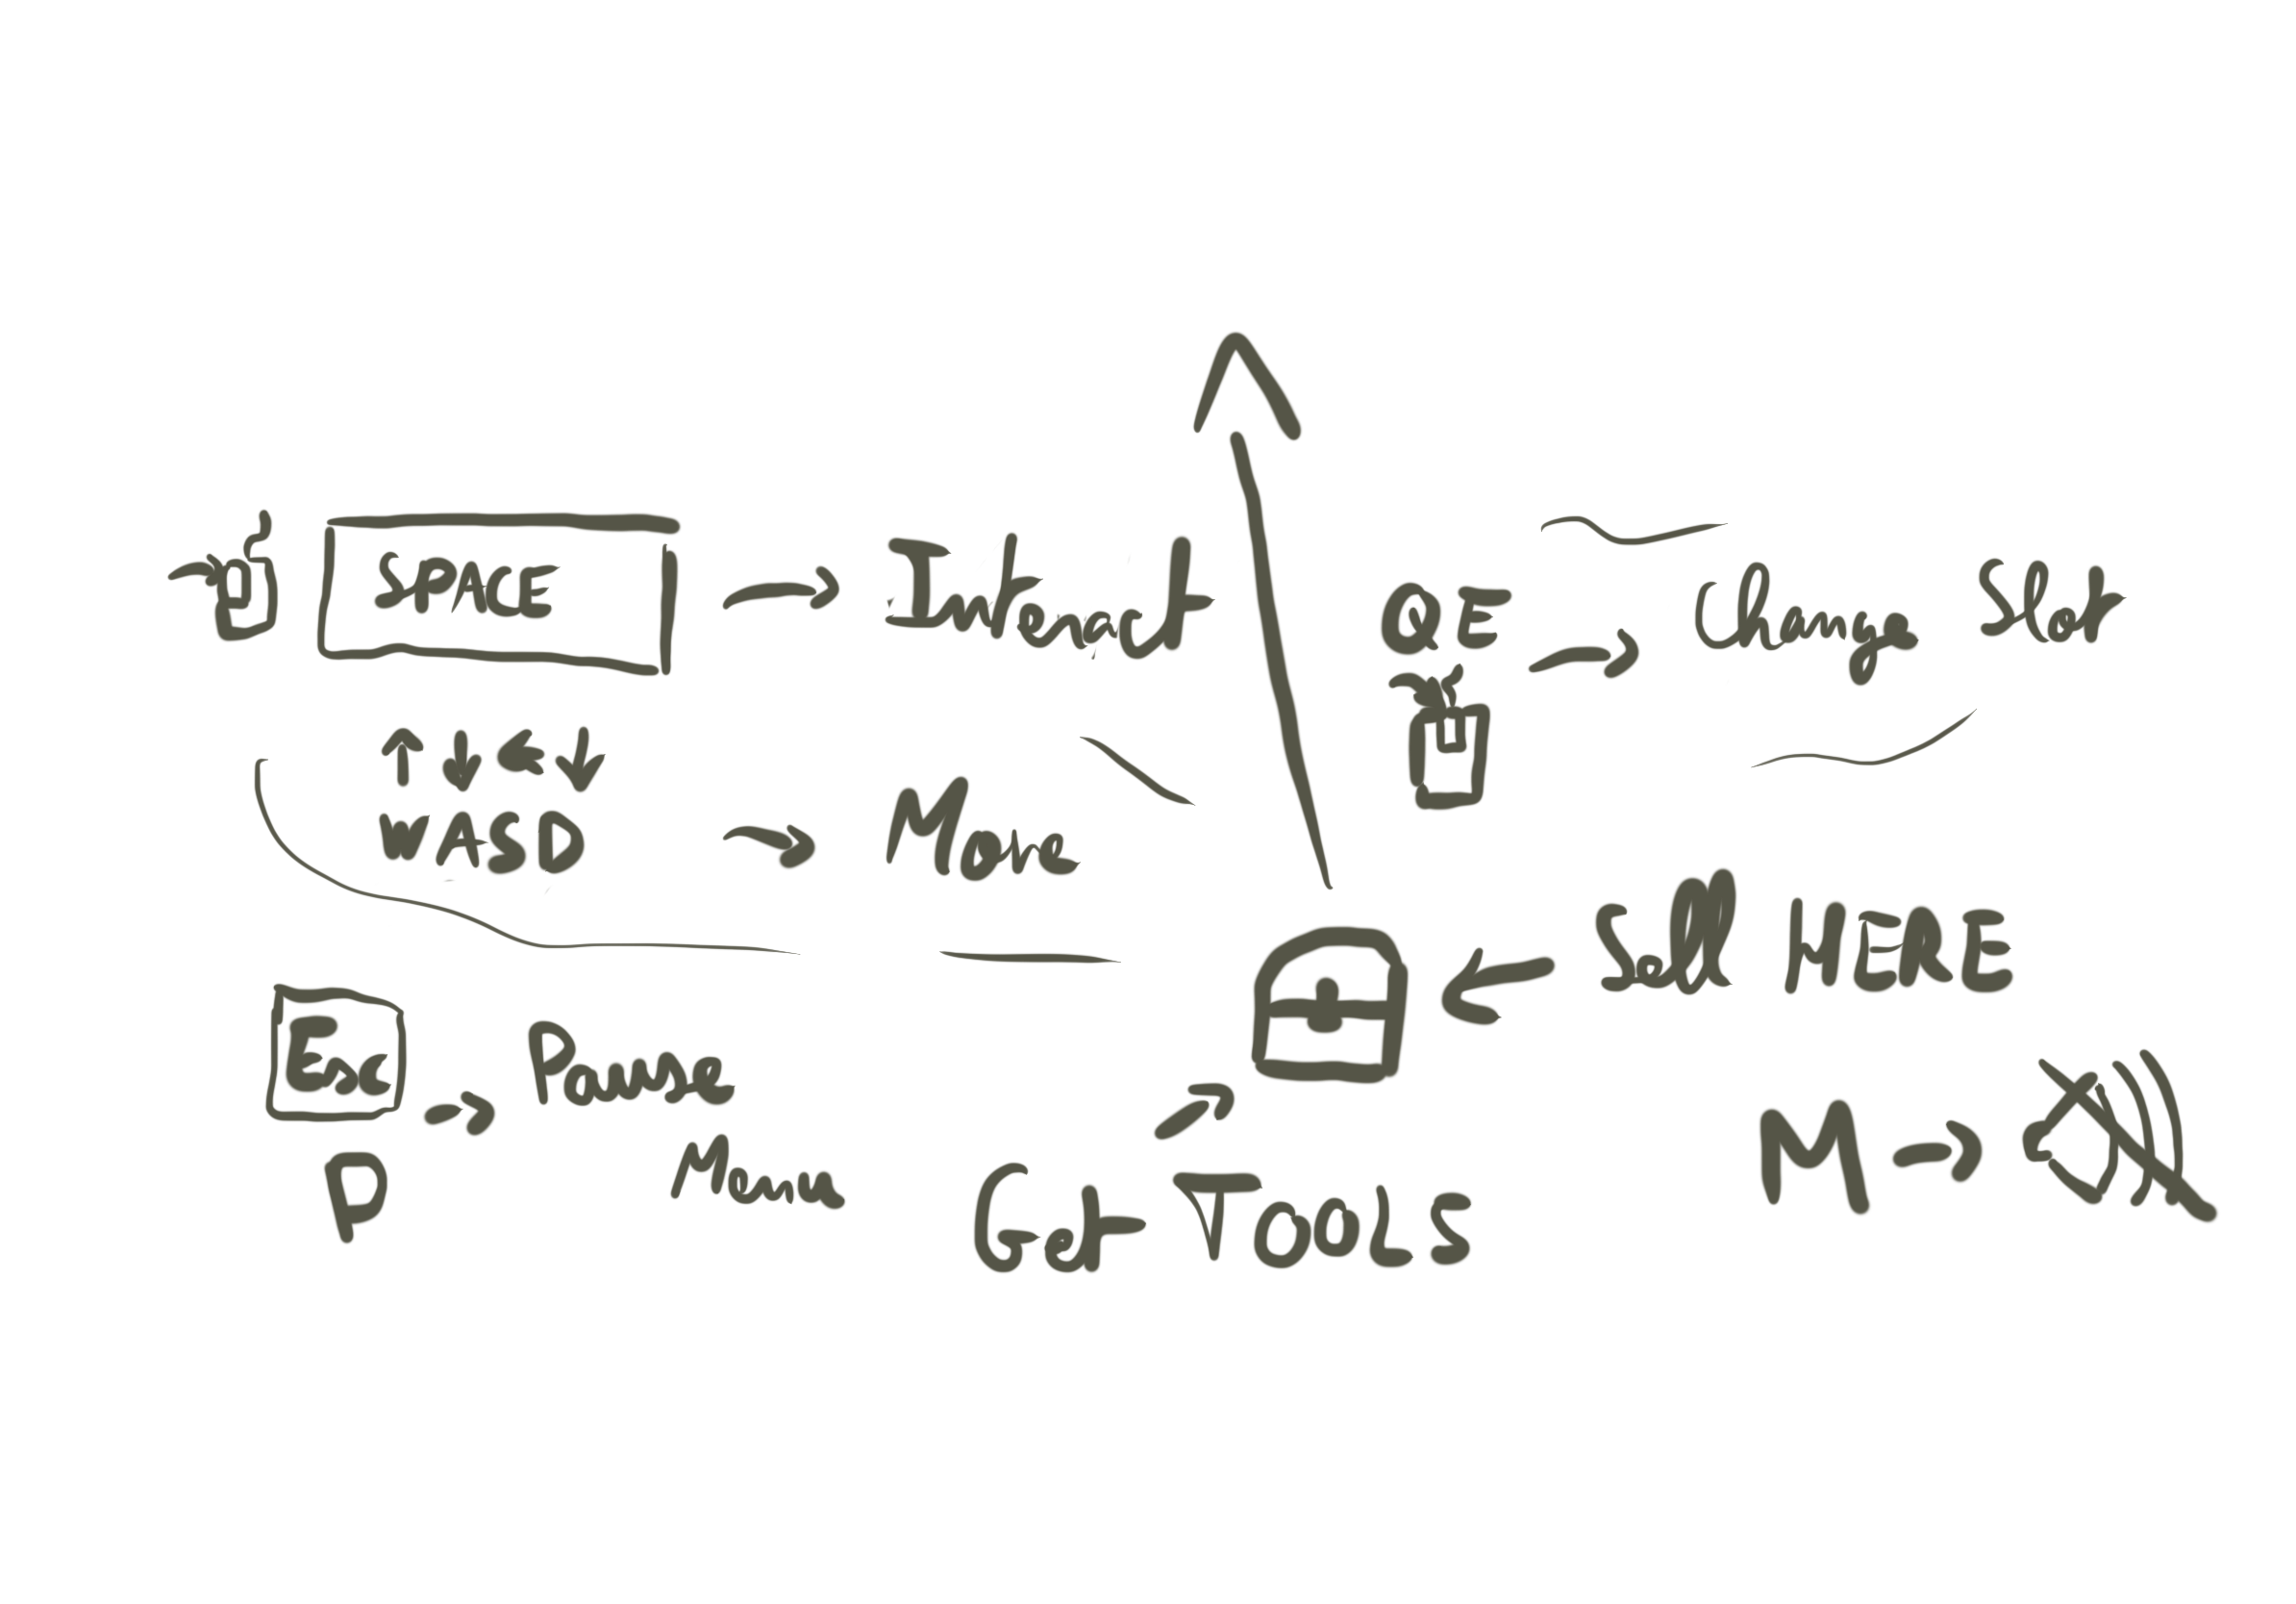 SPACE → Interact
QE → Change Slot
↑ ↓ ← ↓
WASD → Move
Sell HERE
Esc → Pause
Menu
P
M →
Get TOOLS